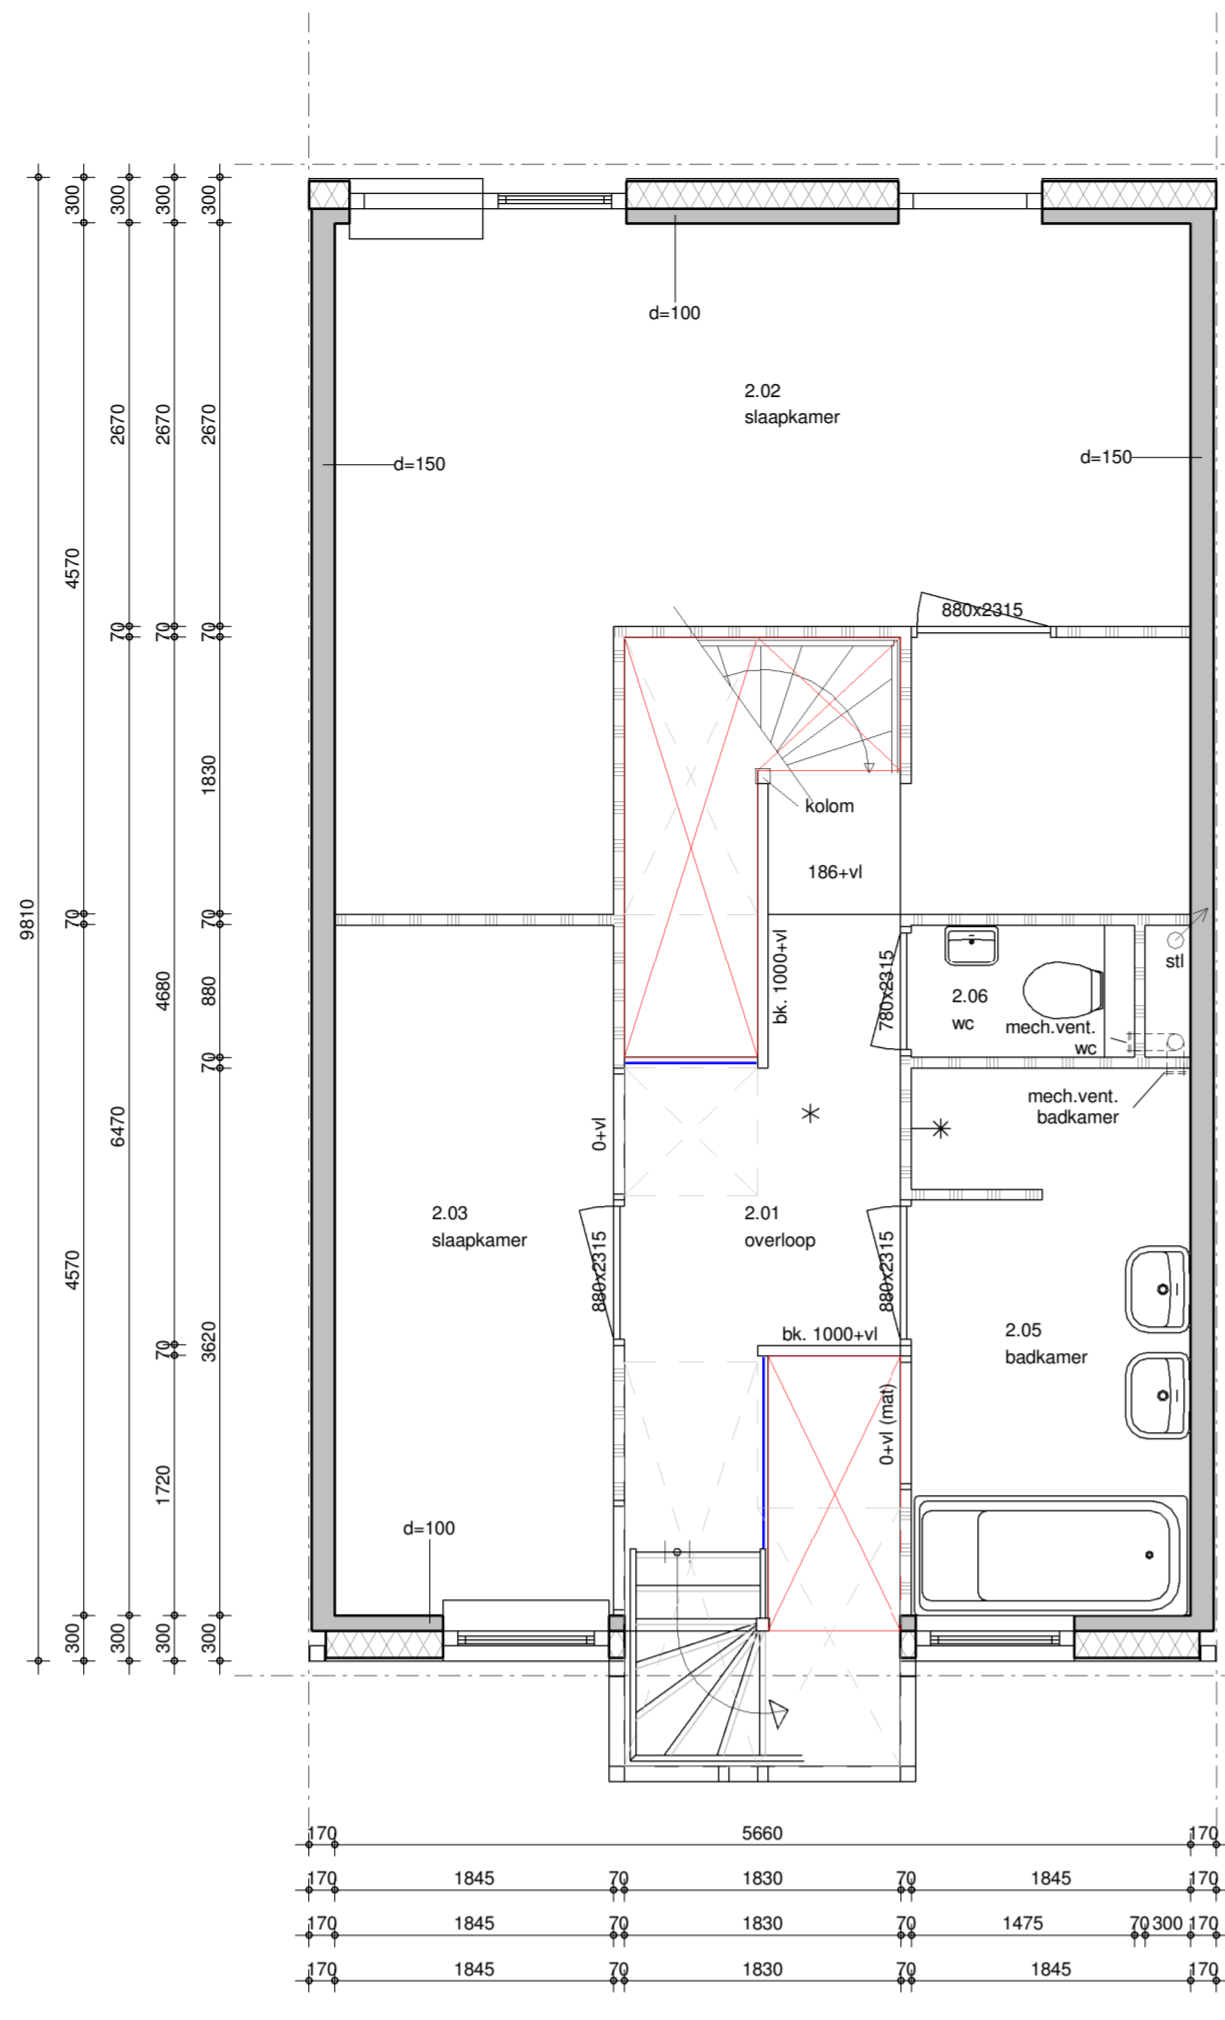 300
300
300
300
d=100
2.02
slaapkamer
2670
2670
2670
d=150
d=150
4570
880x2315
70
70
70
1830
kolom
186+vl
9810
70
70
4680
880
bk. 1000+vl
780x2315
stl
2.06
wc
mech.vent.
wc
70
mech.vent.
badkamer
6470
0+vl
2.03
slaapkamer
2.01
overloop
4570
880x2315
880x2315
3620
70
bk. 1000+vl
2.05
badkamer
0+vl (mat)
1720
d=100
300
300
300
300
170 5660 170
170 1845 70 1830 70 1845 170
170 1845 70 1830 70 1475 70 300 170
170 1845 70 1830 70 1845 170